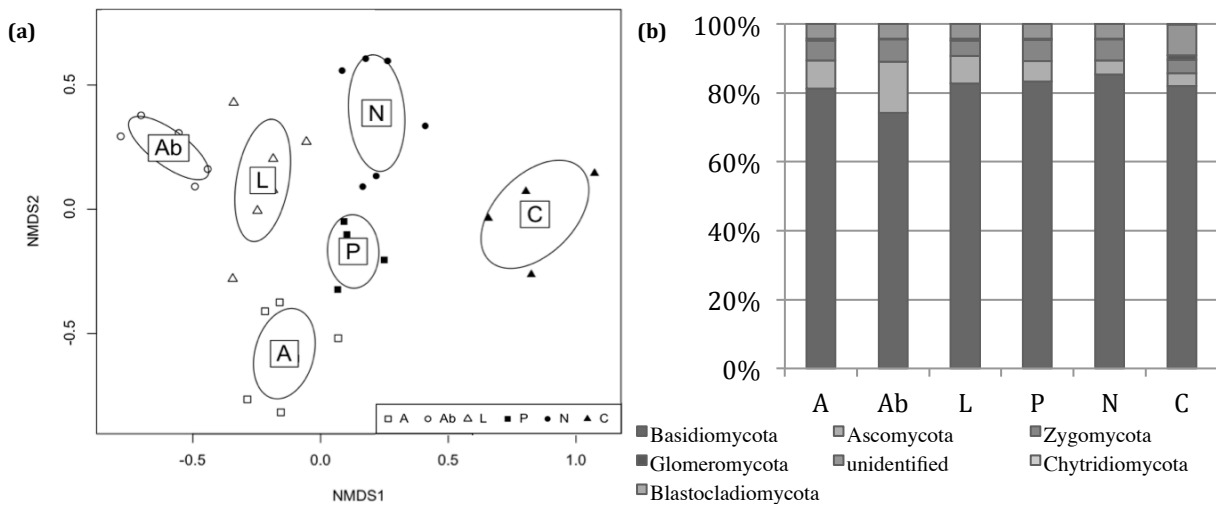 (a)
0.5
0.0
-0.5
NMDS2
Ab
L
N
P
C
A
A Ab L P N C
-0.5 0.0 0.5 1.0
NMDS1
(b)
100%
80%
60%
40%
20%
0%
A Ab L P N C
Basidiomycota Ascomycota Zygomycota
Glomeromycota unidentified Chytridiomycota
Blastocladiomycota